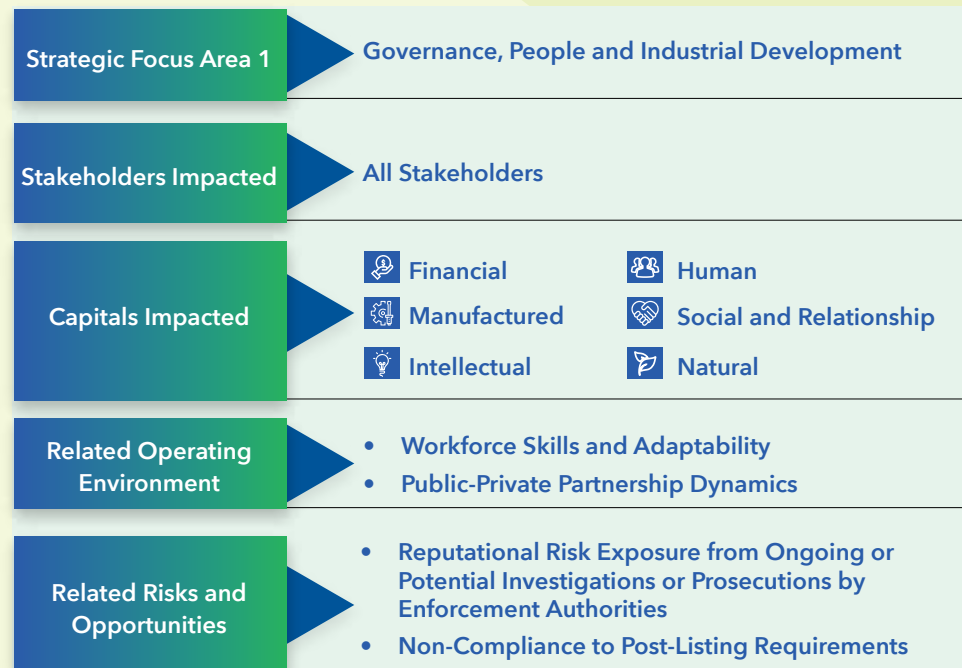 Strategic Focus Area 1
Governance, People and Industrial Development
Stakeholders Impacted
All Stakeholders
Capitals Impacted
Financial
Human
Manufactured
Social and Relationship
Intellectual
Natural
Related Operating
Environment
• Workforce Skills and Adaptability
• Public-Private Partnership Dynamics
Related Risks and
Opportunities
• Reputational Risk Exposure from Ongoing or
Potential Investigations or Prosecutions by
Enforcement Authorities
• Non-Compliance to Post-Listing Requirements